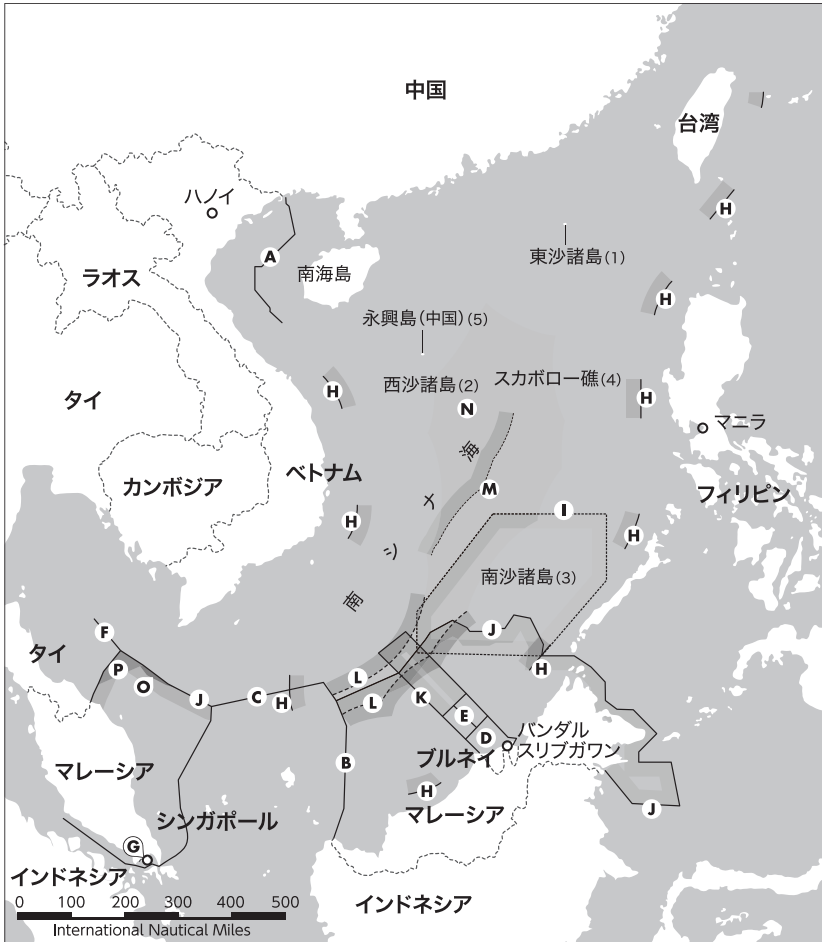 中国
台湾
ハノイ
H
東沙諸島(1)
A
南海島
ラオス
H
永興島(中国)(5)
西沙諸島(2)
スカボロー礁(4)
H
N
H
タイ
マニラ
海
ベトナム
カンボジア
M
フィリピン
ナ
I
H
H
シ
南沙諸島(3)
南
F
J
タイ
P
O
H
L
J
C
H
L
K
E
D
バンダル
スリブガワン
ブルネイ
B
マレーシア
H
マレーシア
J
シンガポール
G
インドネシア
インドネシア
0 100 200 300 400 500
International Nautical Miles